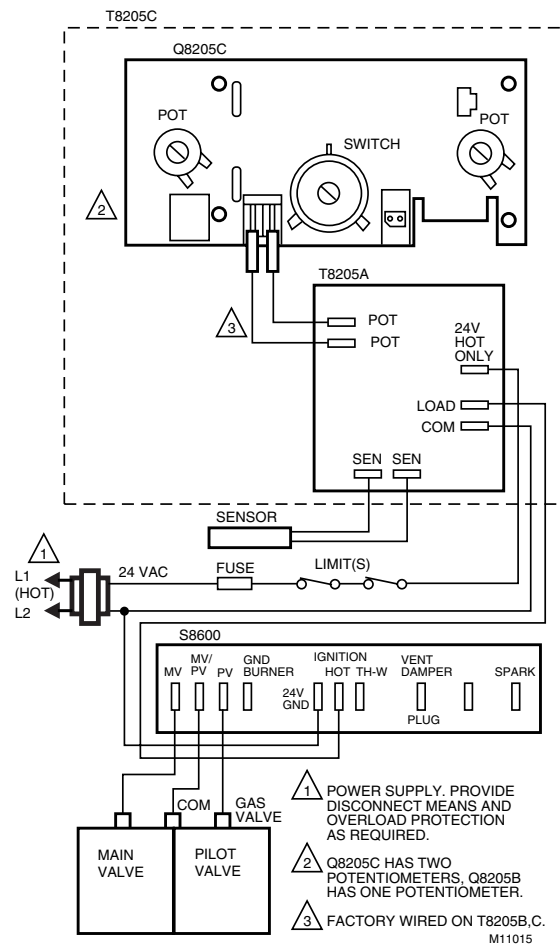 T8205C
Q8205C
POT
SWITCH
POT
2
T8205A
3
POT
POT
24V
HOT
ONLY
LOAD
COM
SEN SEN
SENSOR
1
L1
(HOT)
L2
24 VAC
FUSE
LIMIT(S)
S8600
MV
MV/
PV
PV
GND
BURNER
24V
GND
IGNITION
HOT TH-W
VENT
DAMPER
PLUG
SPARK
COM
GAS
VALVE
MAIN
VALVE
PILOT
VALVE
1 POWER SUPPLY. PROVIDE
DISCONNECT MEANS AND
OVERLOAD PROTECTION
AS REQUIRED.
2 Q8205C HAS TWO
POTENTIOMETERS, Q8205B
HAS ONE POTENTIOMETER.
3 FACTORY WIRED ON T8205B,C.
M11015